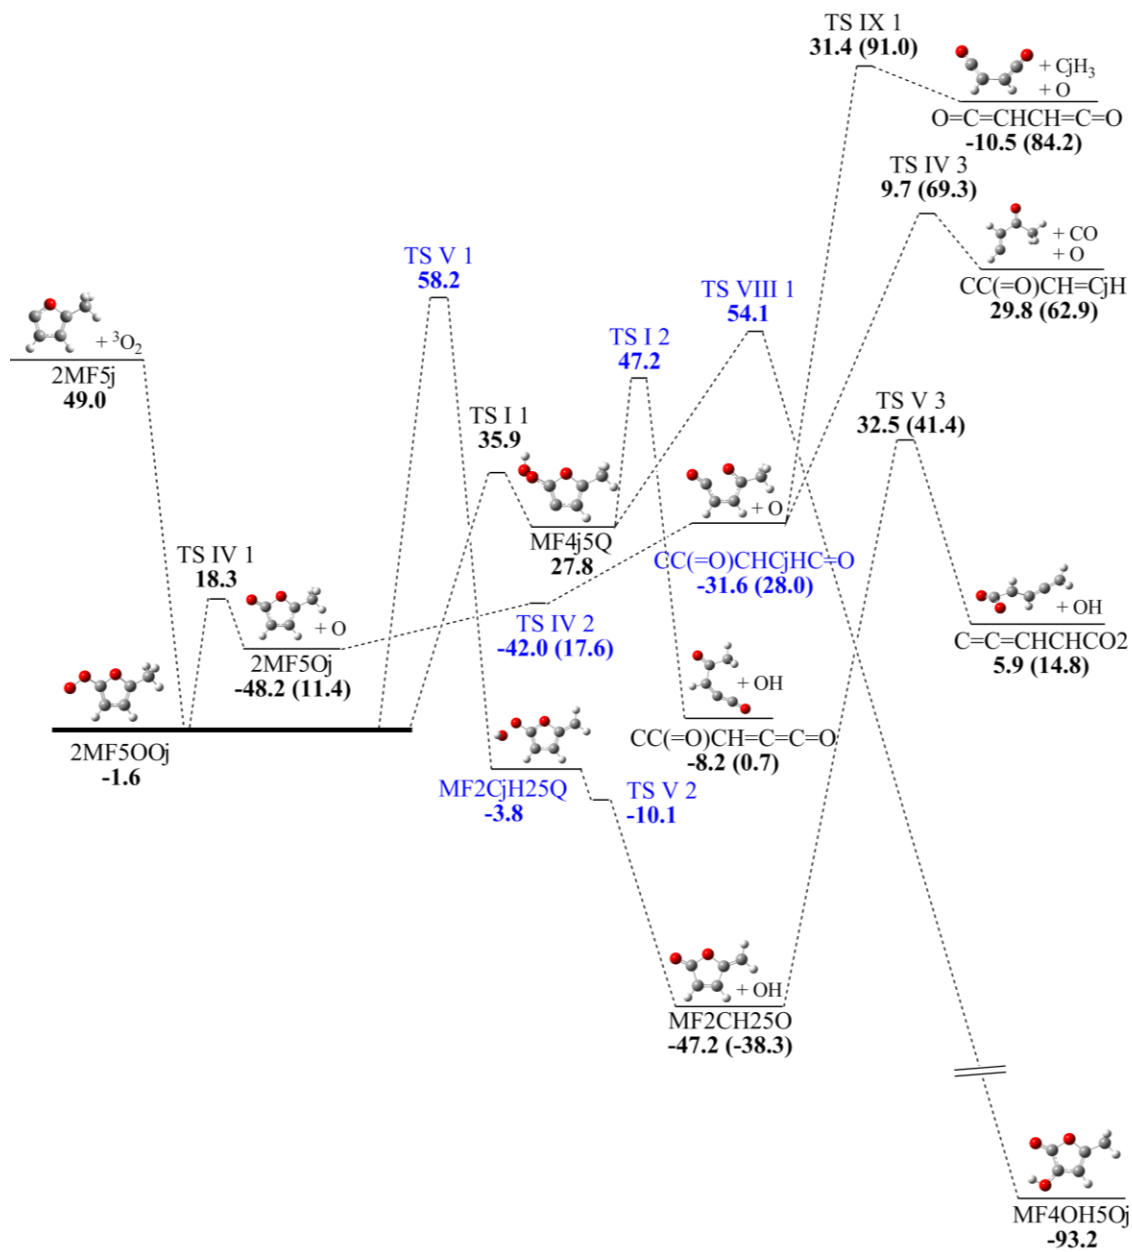 TS IX 1
31.4 (91.0)
+ CjH₃
+ O
O=C=CHCH=C=O
-10.5 (84.2)
TS IV 3
9.7 (69.3)
+ CO
+ O
CC(=O)CH=CjH
29.8 (62.9)
TS V 1
58.2
TS VIII 1
54.1
+ ³O₂
2MF5j
49.0
TS I 2
47.2
TS V 3
32.5 (41.4)
TS I 1
35.9
MF4j5Q
27.8
+ O
CC(=O)CHCjHC=O
-31.6 (28.0)
TS IV 1
18.3
+ O
2MF5Oj
-48.2 (11.4)
TS IV 2
-42.0 (17.6)
+ OH
C=C=CHCHCO2
5.9 (14.8)
2MF5OOj
-1.6
+ OH
CC(=O)CH=C=C=O
-8.2 (0.7)
MF2CjH25Q
-3.8
TS V 2
-10.1
+ OH
MF2CH25O
-47.2 (-38.3)
MF4OH5Oj
-93.2